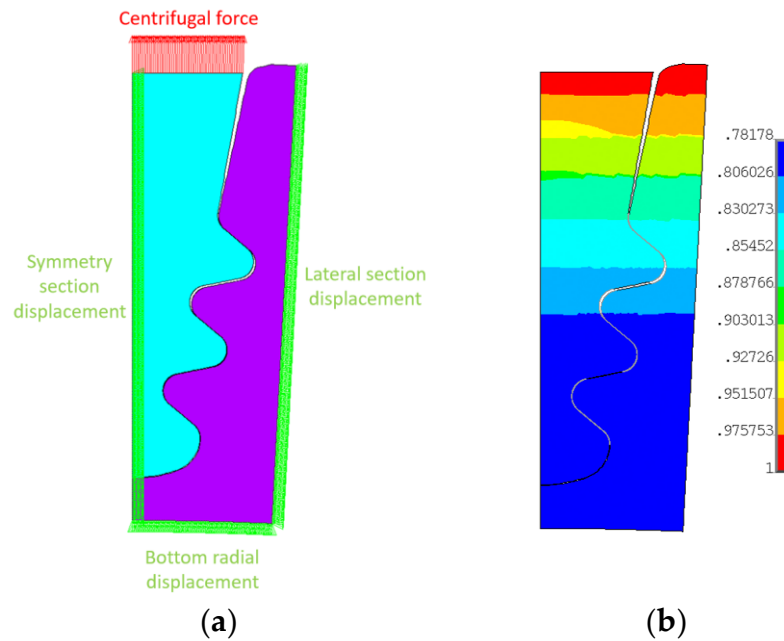 Centrifugal force
Symmetry
section
displacement
Lateral section
displacement
Bottom radial
displacement
(a)
.78178
.806026
.830273
.85452
.878766
.903013
.92726
.951507
.975753
1
(b)